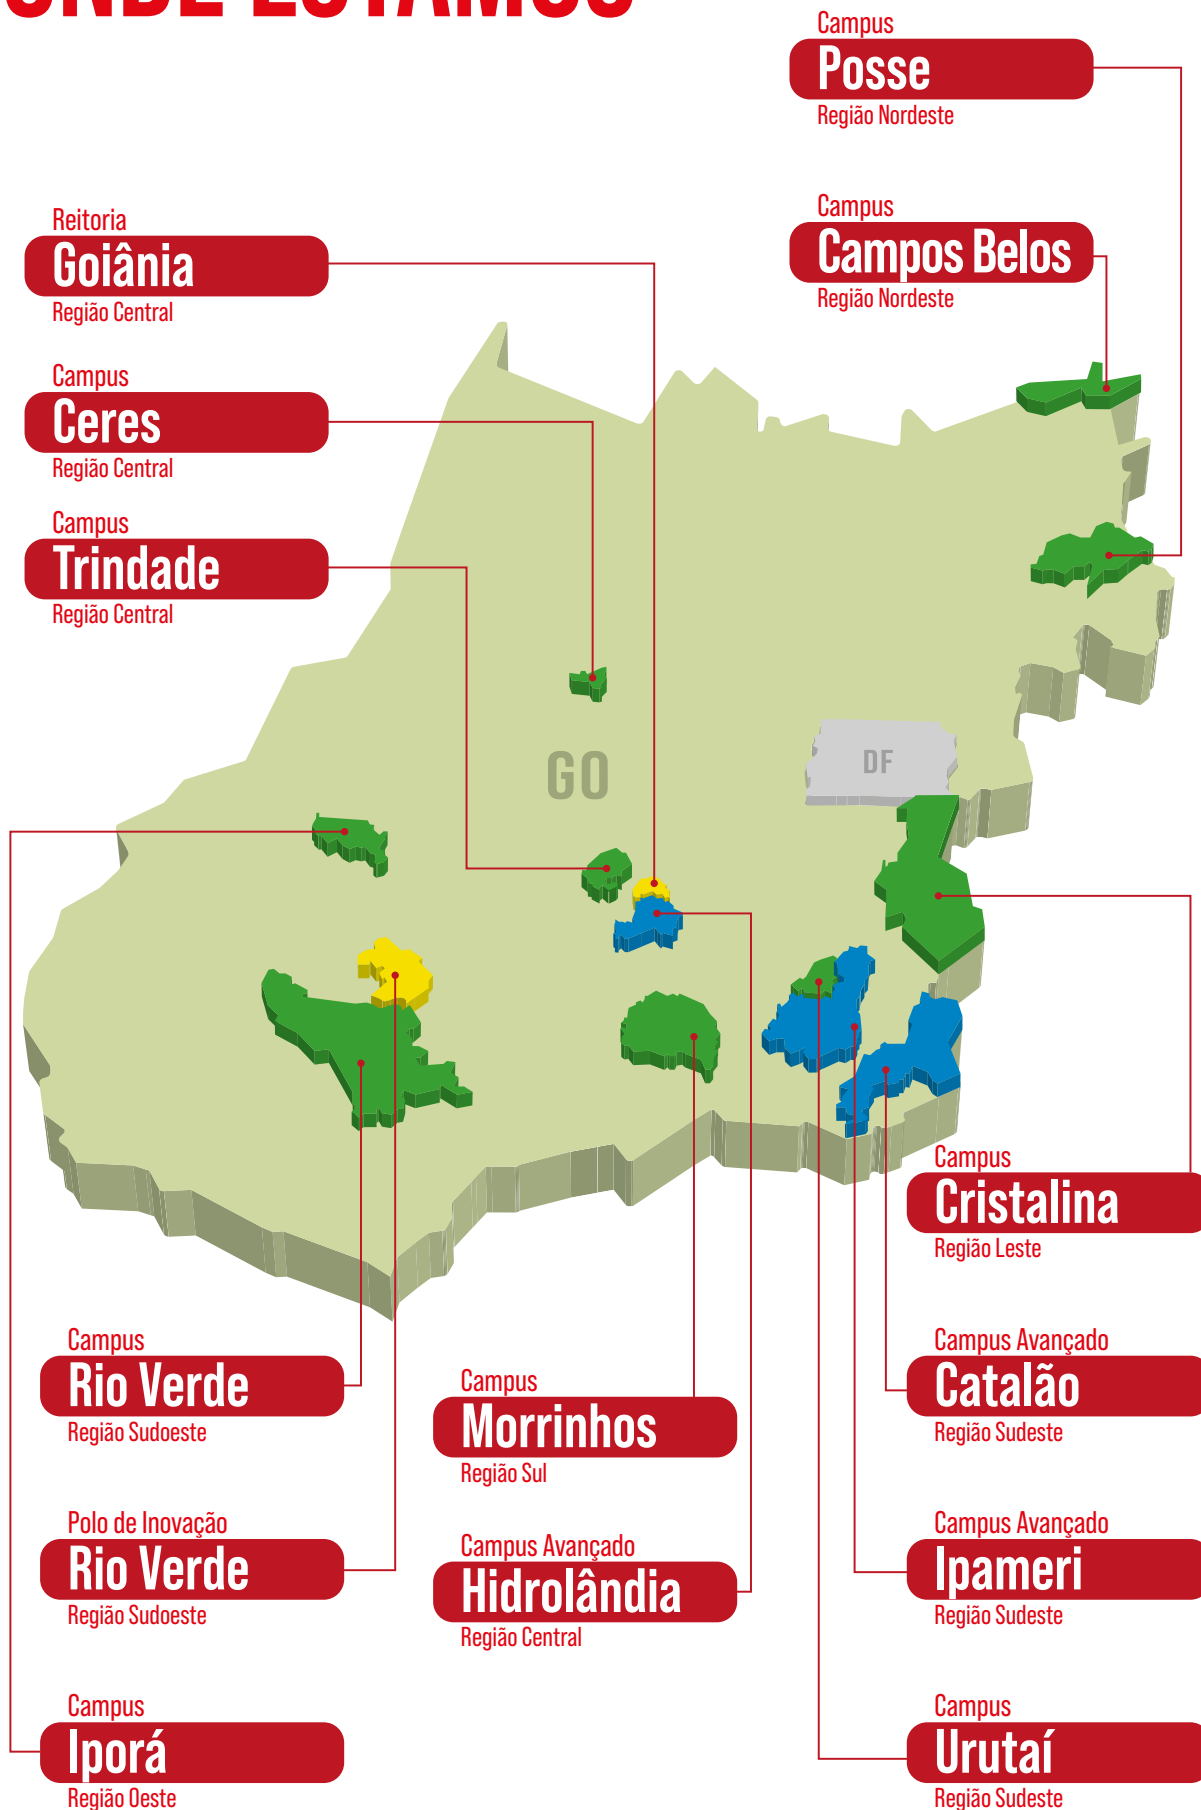 ONDE ESTAMOS
Campus
Posse
Região Nordeste
Campus
Campos Belos
Região Nordeste
Reitoria
Goiânia
Região Central
Campus
Ceres
Região Central
Campus
Trindade
Região Central
GO
DF
Campus
Cristalina
Região Leste
Campus
Rio Verde
Região Sudoeste
Campus
Morrinhos
Região Sul
Campus Avançado
Catalão
Região Sudeste
Polo de Inovação
Rio Verde
Região Sudoeste
Campus Avançado
Hidrolândia
Região Central
Campus Avançado
Ipameri
Região Sudeste
Campus
Iporá
Região Oeste
Campus
Urutaí
Região Sudeste